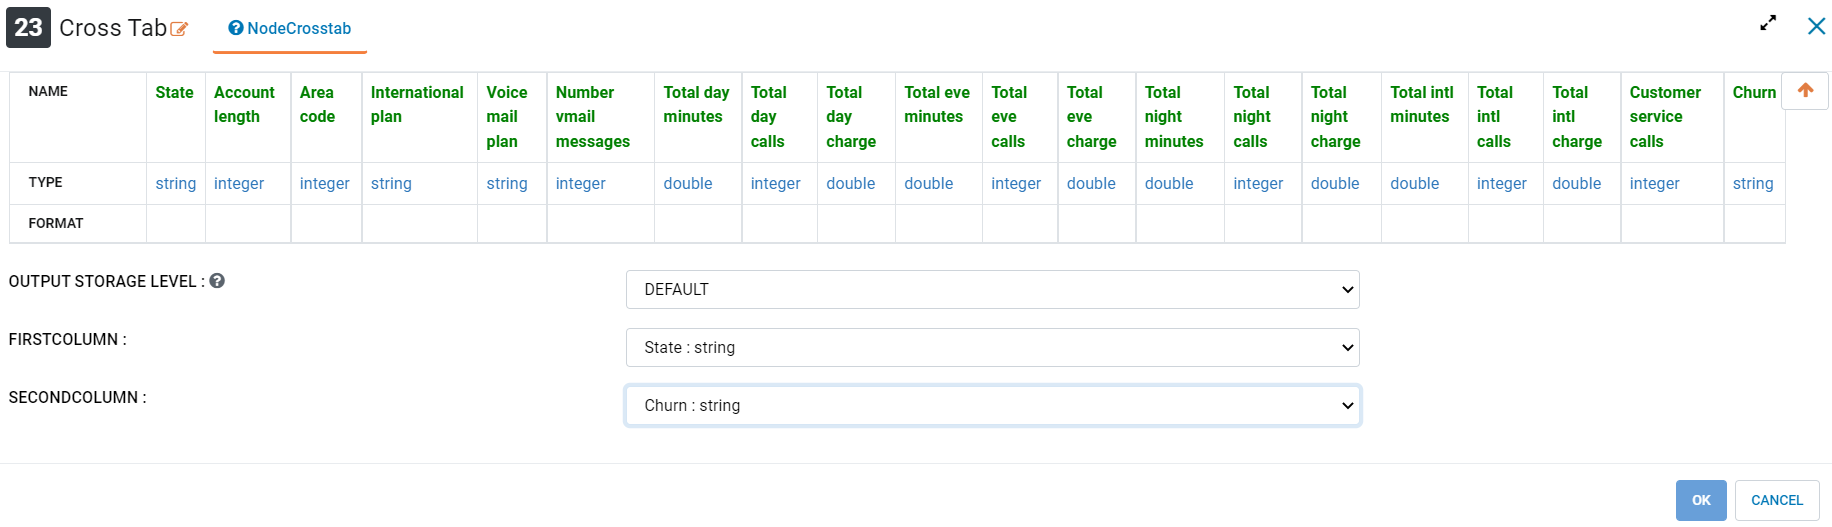 23 Cross Tab NodeCrosstab
NAME State Account length Area code International plan Voice mail plan Number vmail messages Total day minutes Total day calls Total day charge Total eve minutes Total eve calls Total eve charge Total night minutes Total night calls Total night charge Total intl minutes Total intl calls Total intl charge Customer service calls Churn
TYPE string integer integer string string integer double integer double double integer double double integer double double integer double integer string
FORMAT
OUTPUT STORAGE LEVEL : DEFAULT
FIRSTCOLUMN : State : string
SECONDCOLUMN : Churn : string
OK CANCEL